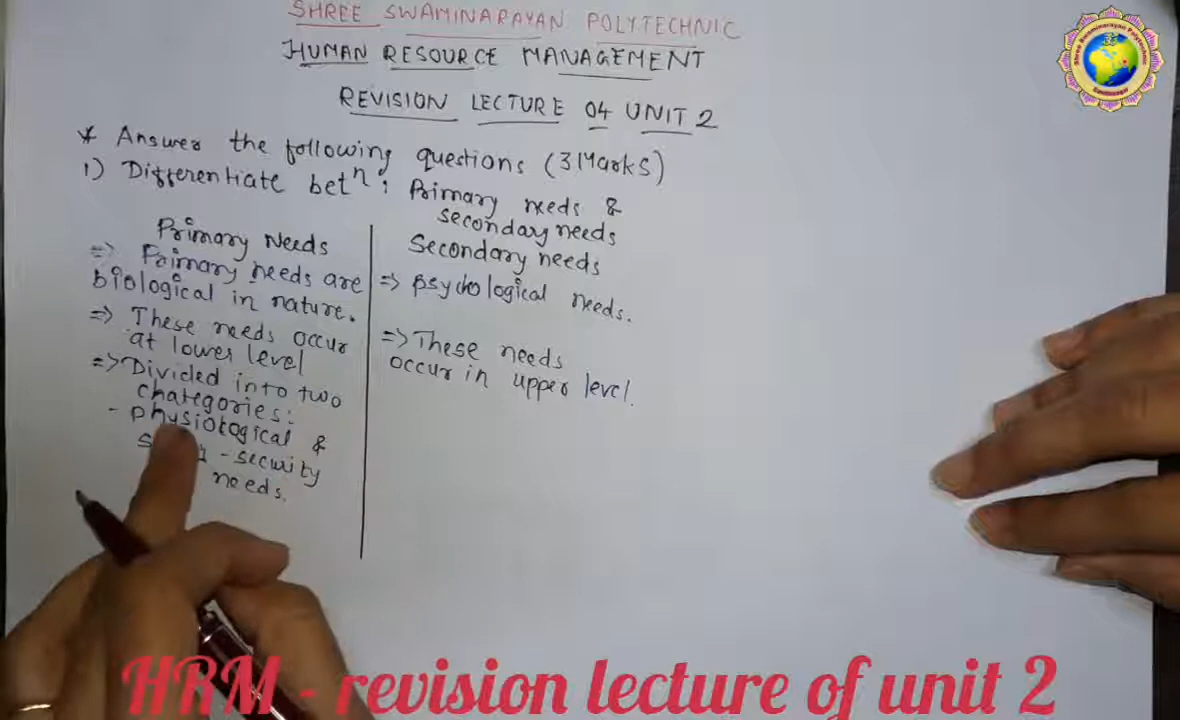 SHREE SWAMINARAYAN POLYTECHNIC
HUMAN RESOURCE MANAGEMENT
REVISION LECTURE 04 UNIT 2
* Answer the following questions (3 Marks)
1) Differentiate betn : Primary needs &
secondary needs
Primary Needs
=> Primary needs are
biological in nature.
=> These needs occur
at lower level
=> Divided into two
chategories:
- physiological &
- security
needs.
Secondary needs
=> psychological needs.
=> These needs
occur in upper level.
Shree Swaminarayan Polytechnic
HRM - revision lecture of unit 2